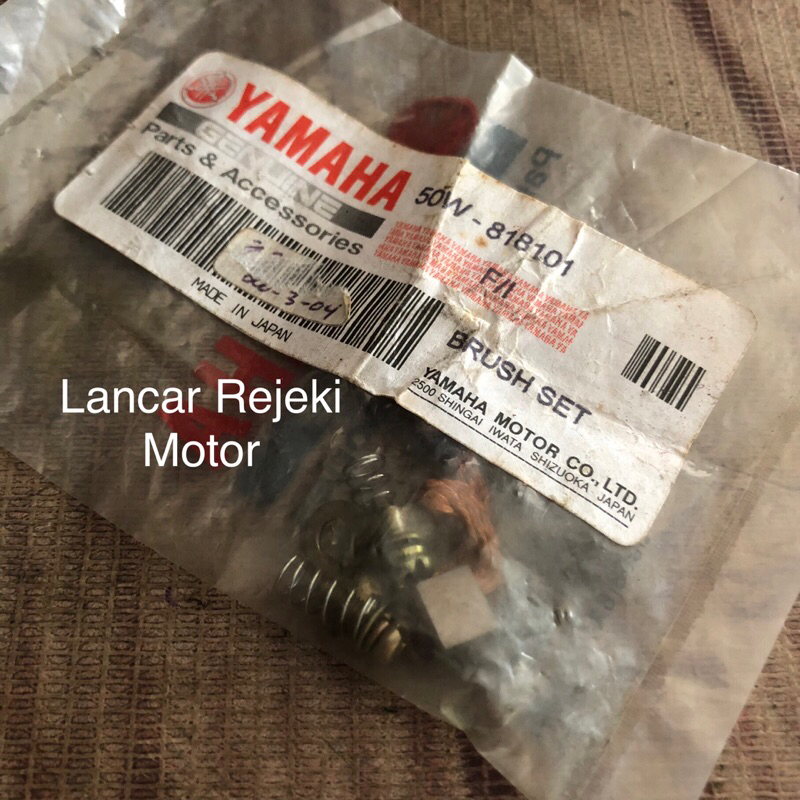 YAMAHA
GENUINE
Parts & Accessories
MADE IN JAPAN
50W-818101
F/I
BRUSH SET
YAMAHA MOTOR CO., LTD.
2500 SHINGAI IWATA SHIZUOKA JAPAN
Lancar Rejeki
Motor